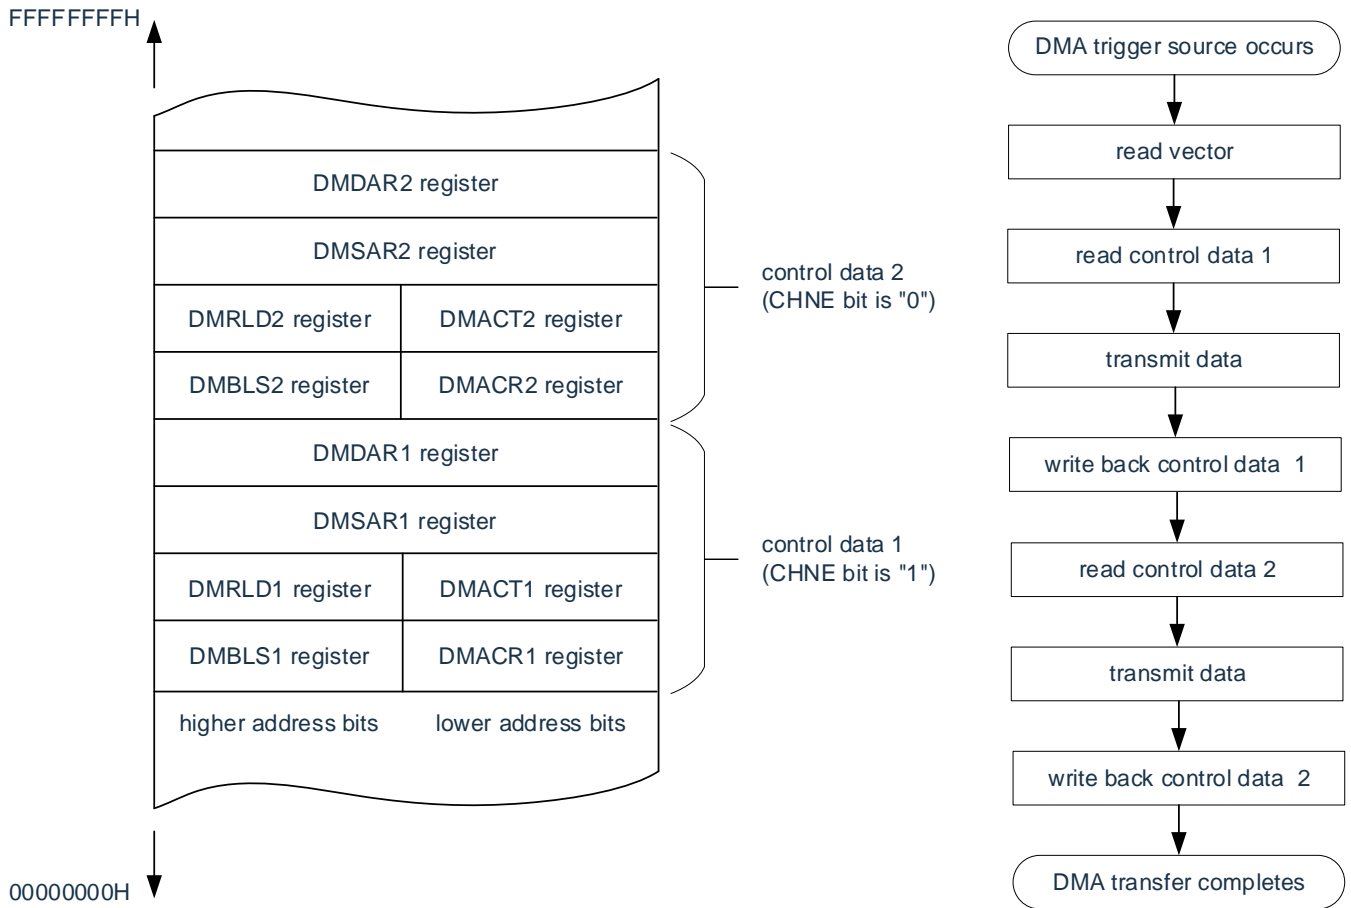 FFFFFFFFH
DMDAR2 register
DMSAR2 register
DMRLD2 register DMACT2 register
DMBLS2 register DMACR2 register
DMDAR1 register
DMSAR1 register
DMRLD1 register DMACT1 register
DMBLS1 register DMACR1 register
higher address bits lower address bits
00000000H
control data 2
(CHNE bit is "0")
control data 1
(CHNE bit is "1")
DMA trigger source occurs
read vector
read control data 1
transmit data
write back control data 1
read control data 2
transmit data
write back control data 2
DMA transfer completes